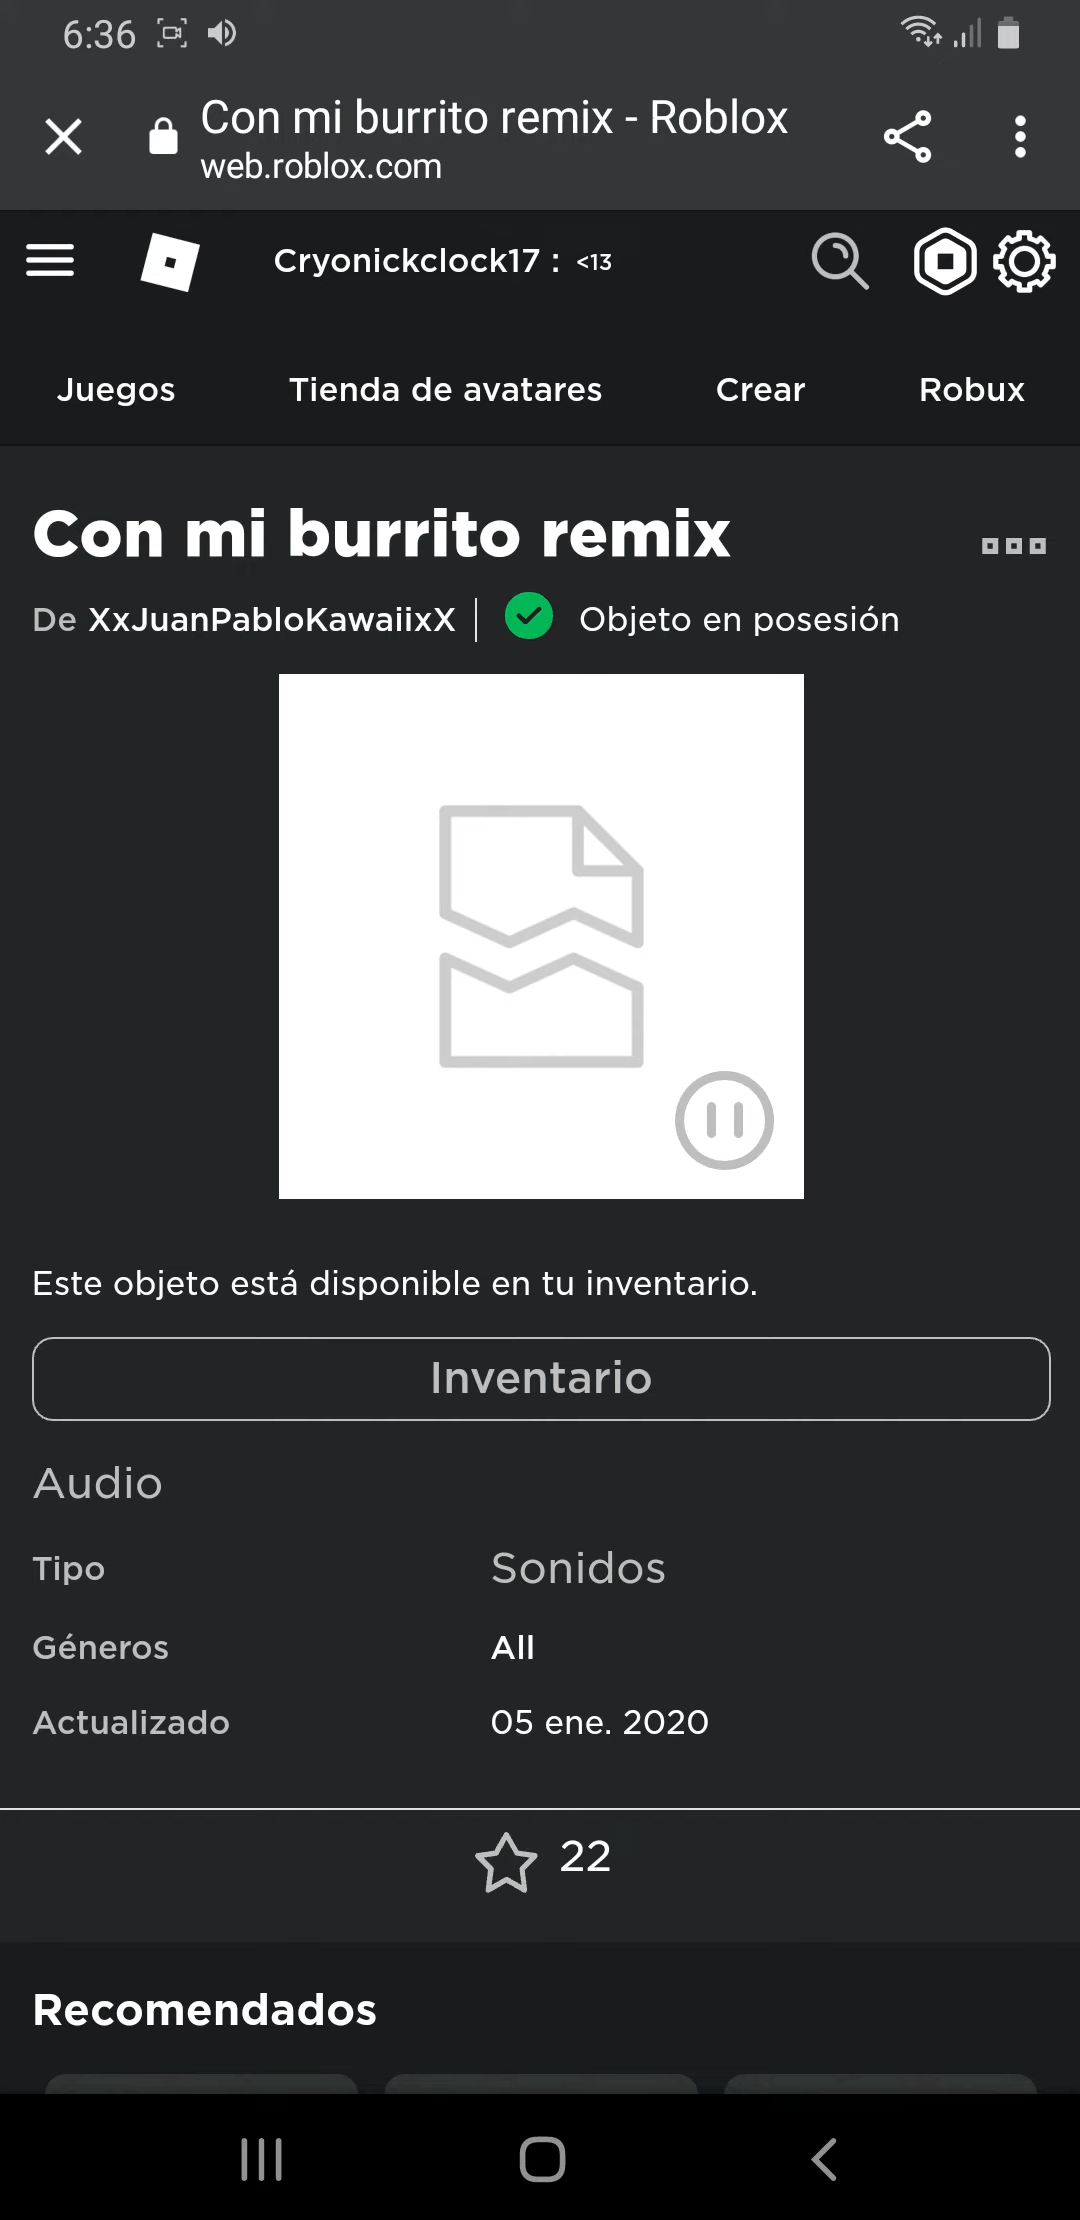 6:36
Con mi burrito remix - Roblox
web.roblox.com
Cryonickclock17 : <13
Juegos Tienda de avatares Crear Robux
Con mi burrito remix
De XxJuanPabloKawaiixX Objeto en posesión
Este objeto está disponible en tu inventario.
Inventario
Audio
Tipo Sonidos
Géneros All
Actualizado 05 ene. 2020
22
Recomendados